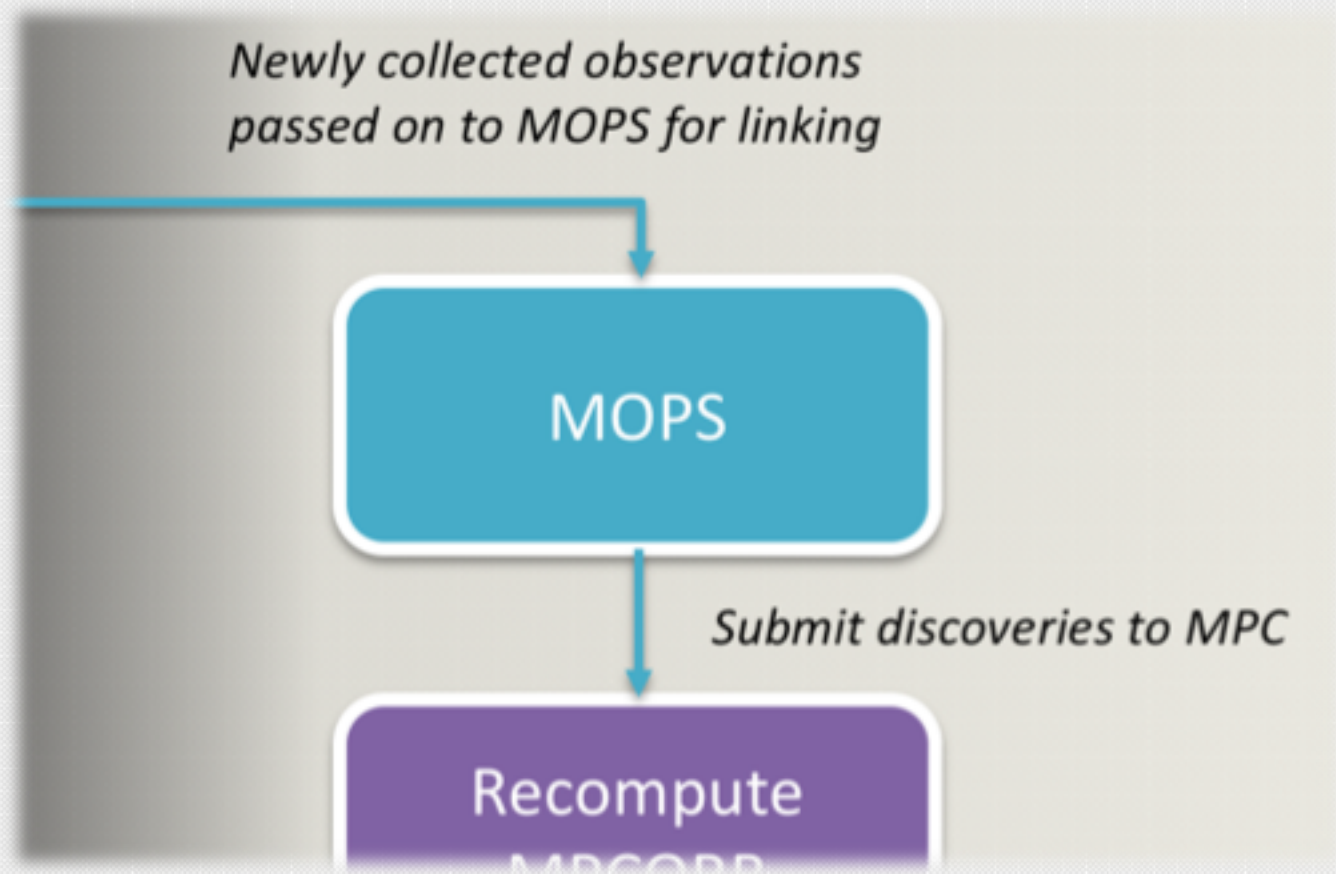 Newly collected observations
passed on to MOPS for linking
MOPS
Submit discoveries to MPC
Recompute